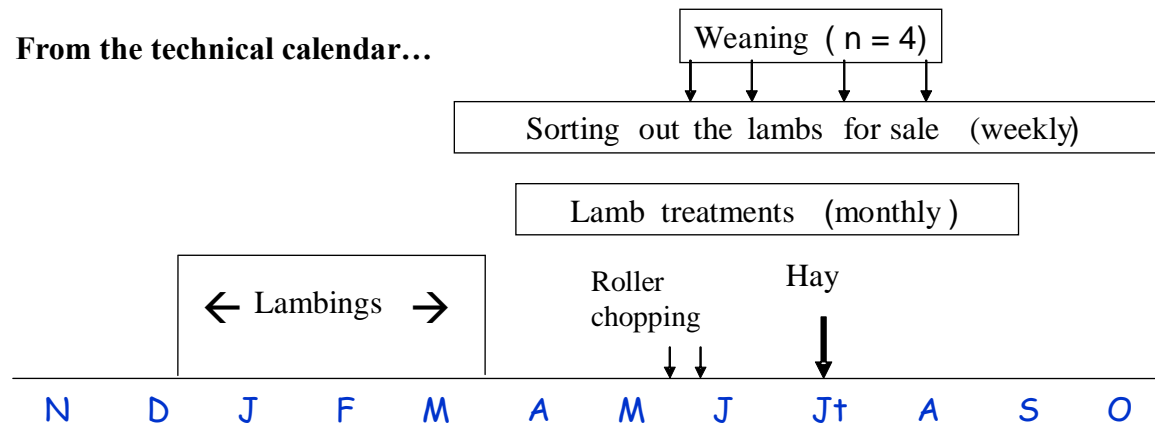 From the technical calendar…
Weaning ( n = 4)
Sorting out the lambs for sale (weekly)
Lamb treatments (monthly )
Lambings
Roller
chopping
Hay
N D J F M A M J Jt A S O